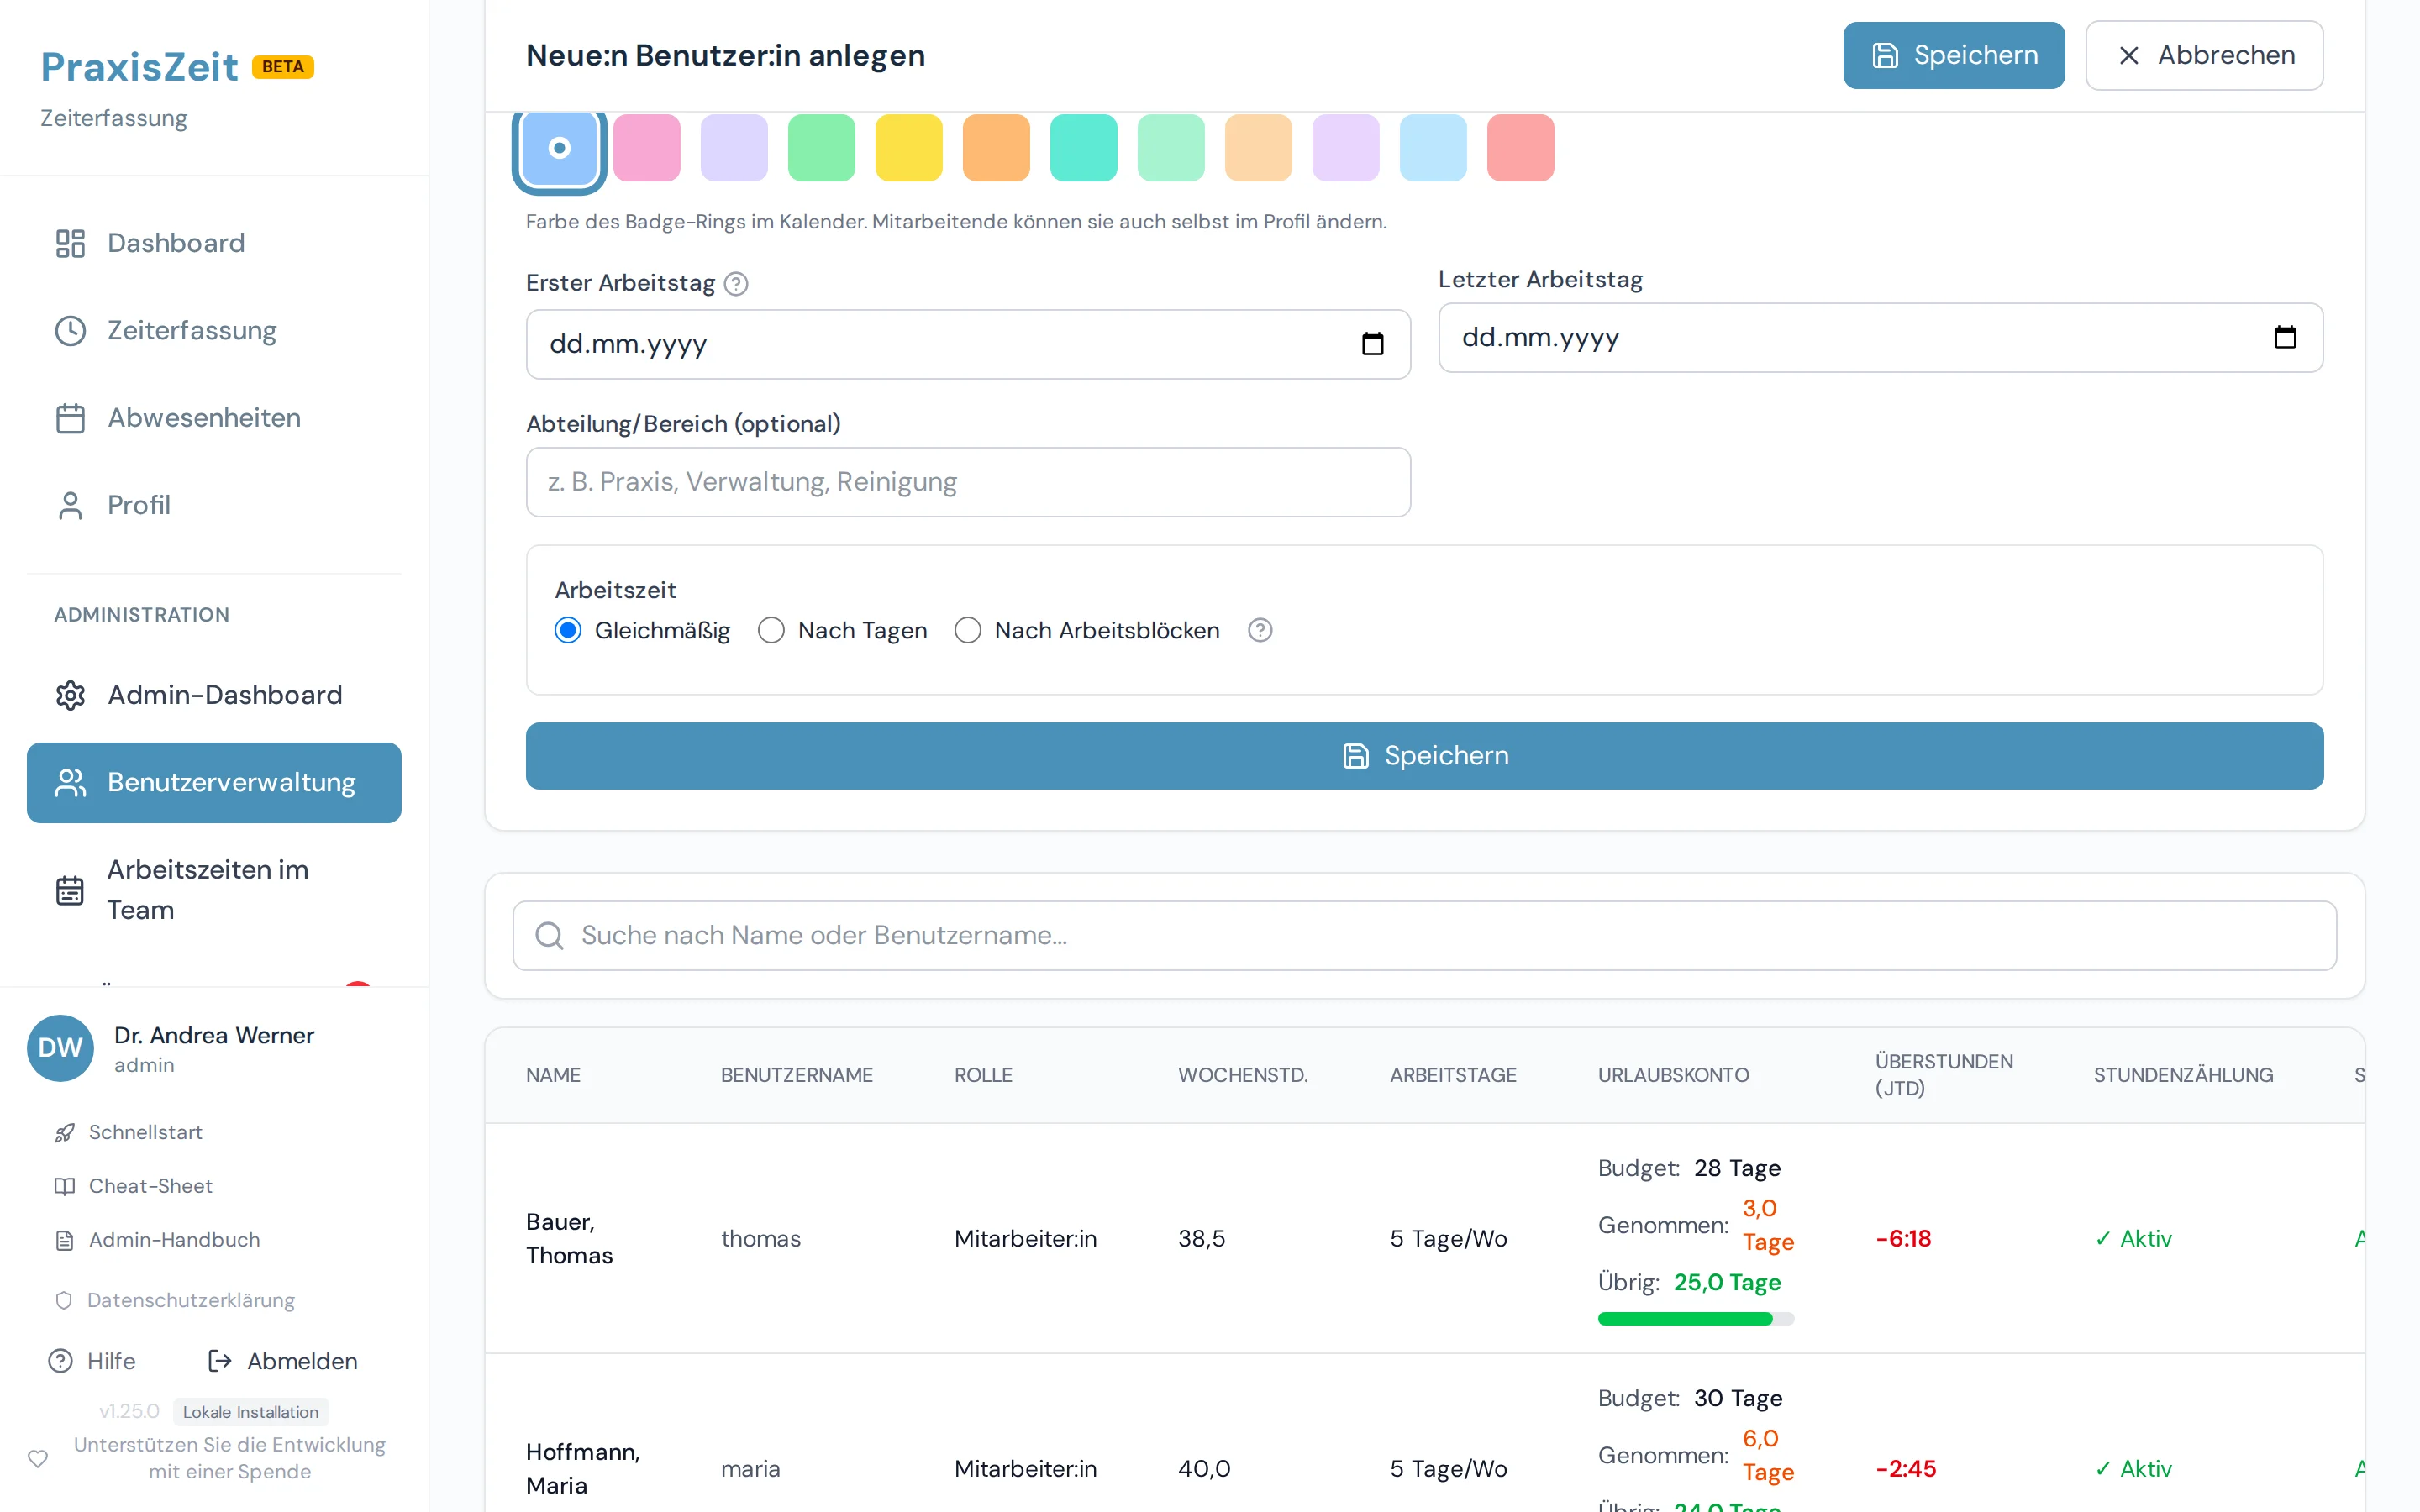 PraxisZeit BETA
Zeiterfassung
Dashboard
Zeiterfassung
Abwesenheiten
Profil
ADMINISTRATION
Admin-Dashboard
Benutzerverwaltung
Arbeitszeiten im
Team
DW
Dr. Andrea Werner
admin
Schnellstart
Cheat-Sheet
Admin-Handbuch
Datenschutzerklärung
Hilfe Abmelden
v1.25.0 Lokale Installation
Unterstützen Sie die Entwicklung
mit einer Spende
Neue:n Benutzer:in anlegen
Speichern Abbrechen
Farbe des Badge-Rings im Kalender. Mitarbeitende können sie auch selbst im Profil ändern.
Erster Arbeitstag ?
dd.mm.yyyy
Letzter Arbeitstag
dd.mm.yyyy
Abteilung/Bereich (optional)
z. B. Praxis, Verwaltung, Reinigung
Arbeitszeit
Gleichmäßig Nach Tagen Nach Arbeitsblöcken ?
Speichern
Suche nach Name oder Benutzername...
NAME BENUTZERNAME ROLLE WOCHENSTD. ARBEITSTAGE URLAUBSKONTO ÜBERSTUNDEN (JTD) STUNDENZÄHLUNG
Bauer,
Thomas
thomas
Mitarbeiter:in
38,5
5 Tage/Wo
Budget: 28 Tage
Genommen: 3,0 Tage
Übrig: 25,0 Tage
-6:18
✓ Aktiv
Hoffmann,
Maria
maria
Mitarbeiter:in
40,0
5 Tage/Wo
Budget: 30 Tage
Genommen: 6,0 Tage
Übrig: 24,0 Tage
-2:45
✓ Aktiv